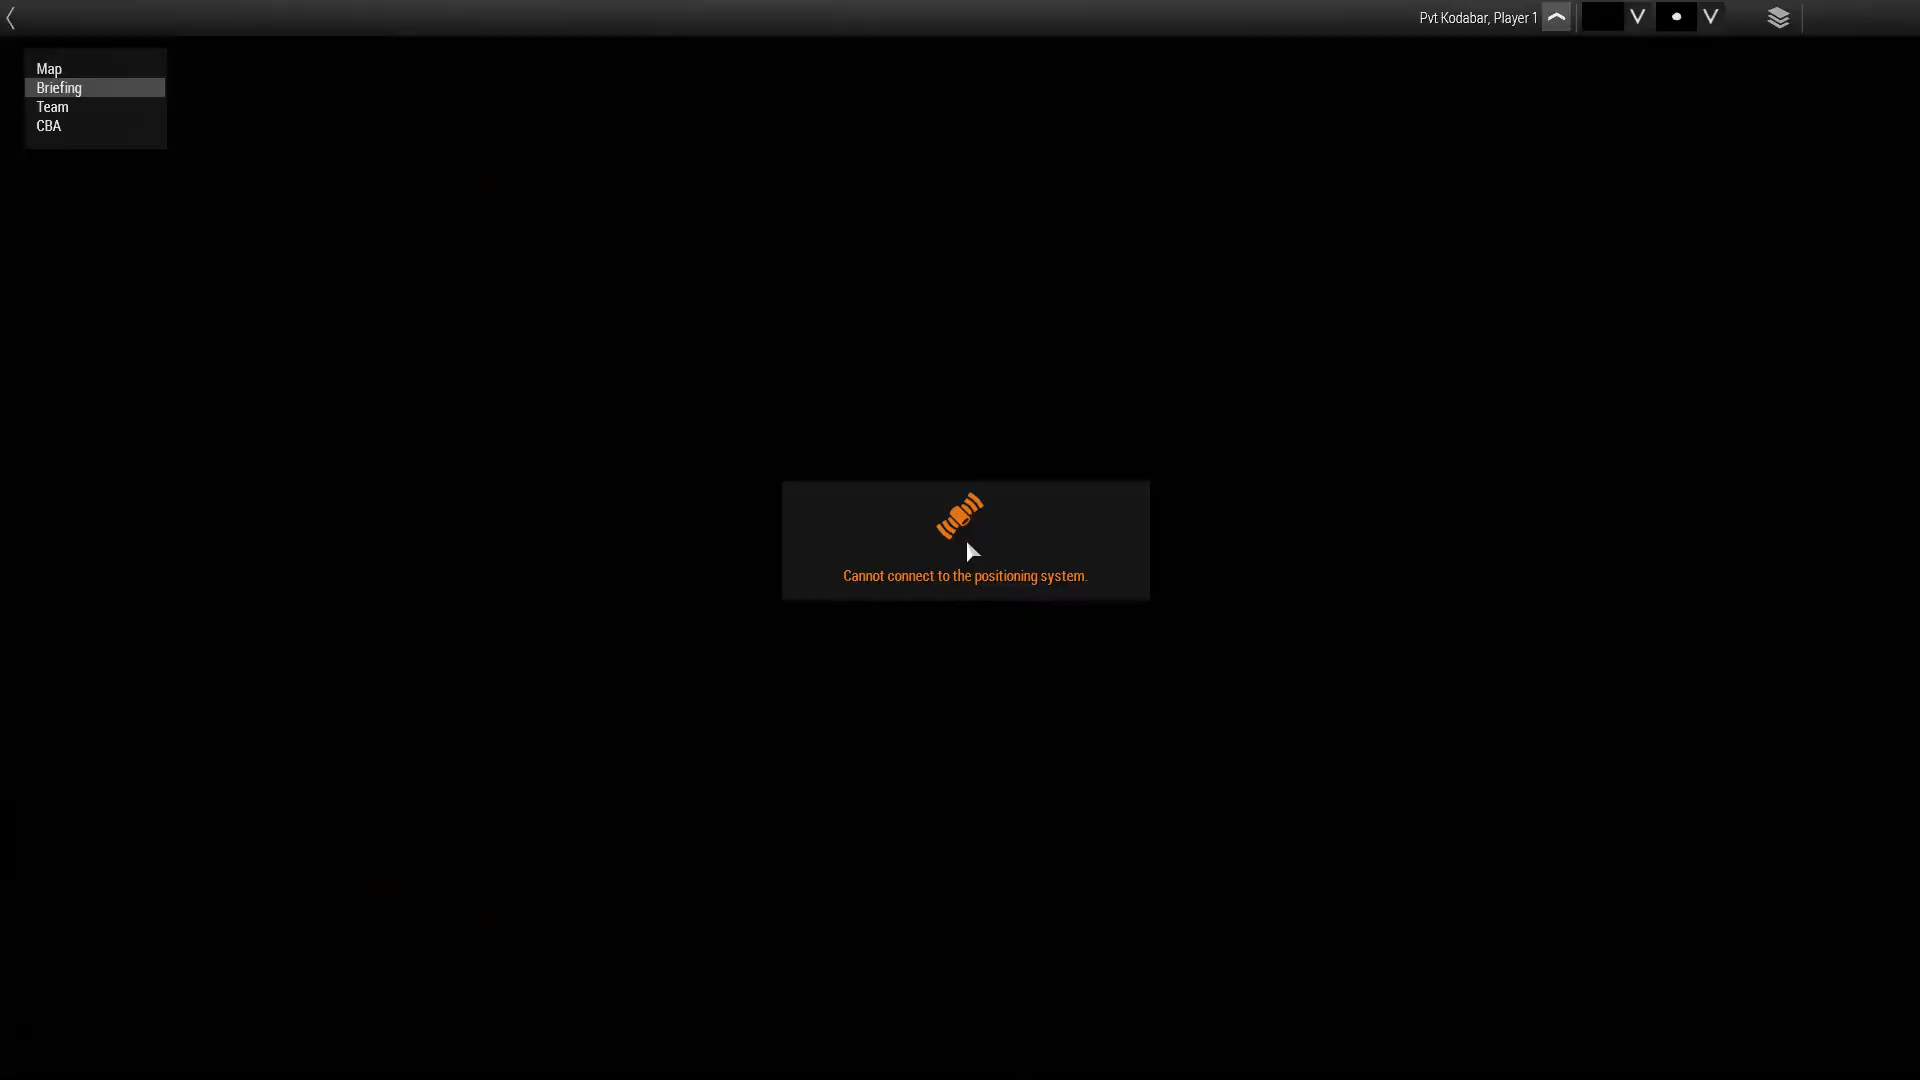 Pvt Kodabar, Player 1
Map
Briefing
Team
CBA
Cannot connect to the positioning system.